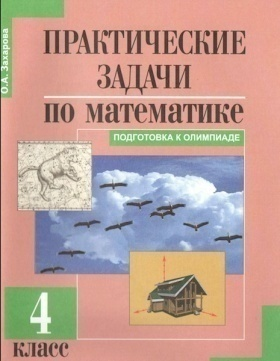 О.А. Захарова
ПРАКТИЧЕСКИЕ
ЗАДАЧИ
ПО МАТЕМАТИКЕ
ПОДГОТОВКА К ОЛИМПИАДЕ
4
класс